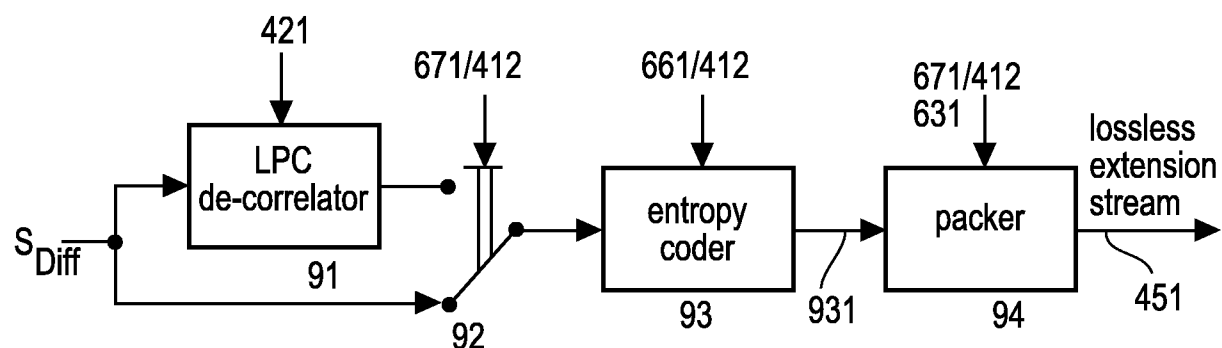 421
671/412
661/412
671/412
631
LPC
de-correlator
entropy
coder
packer
lossless
extension
stream
S Diff
91
92
93
931
94
451